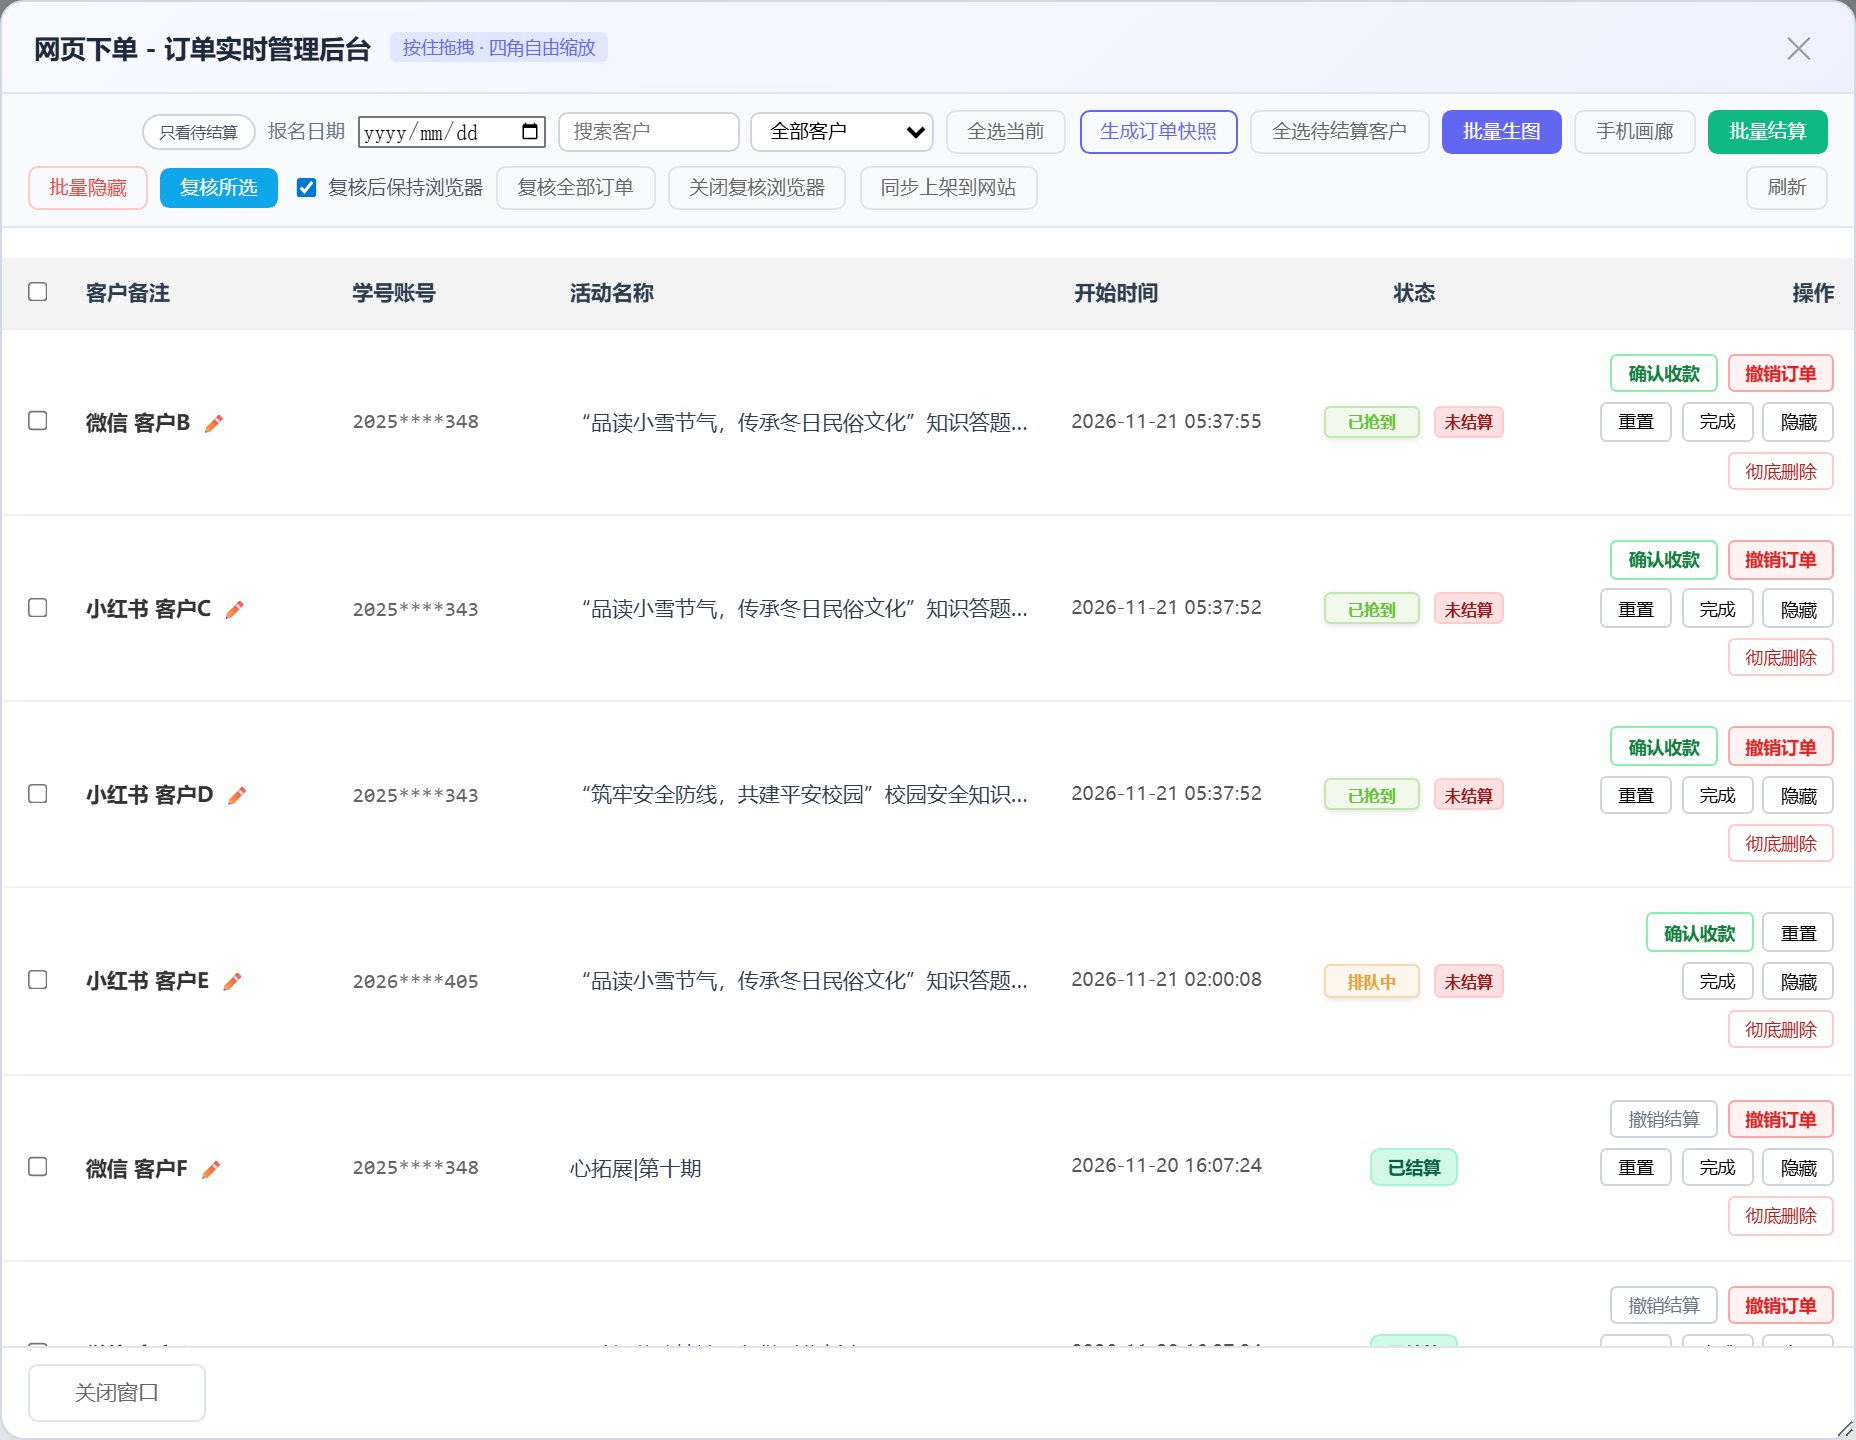 网页下单 - 订单实时管理后台 按住拖拽 · 四角自由缩放
只看待结算 报名日期 yyyy/mm/dd 搜索客户 全部客户 全选当前 生成订单快照 全选待结算客户 批量生图 手机画廊 批量结算
批量隐藏 复核所选 复核后保持浏览器 复核全部订单 关闭复核浏览器 同步上架到网站 刷新
客户备注 学号账号 活动名称 开始时间 状态 操作
确认收款 撤销订单
微信 客户B 2025****348 “品读小雪节气，传承冬日民俗文化”知识答题... 2026-11-21 05:37:55 已抢到 未结算 重置 完成 隐藏
彻底删除
确认收款 撤销订单
小红书 客户C 2025****343 “品读小雪节气，传承冬日民俗文化”知识答题... 2026-11-21 05:37:52 已抢到 未结算 重置 完成 隐藏
彻底删除
确认收款 撤销订单
小红书 客户D 2025****343 “筑牢安全防线，共建平安校园”校园安全知识... 2026-11-21 05:37:52 已抢到 未结算 重置 完成 隐藏
彻底删除
确认收款 重置
小红书 客户E 2026****405 “品读小雪节气，传承冬日民俗文化”知识答题... 2026-11-21 02:00:08 排队中 未结算 完成 隐藏
彻底删除
撤销结算 撤销订单
微信 客户F 2025****348 心拓展|第十期 2026-11-20 16:07:24 已结算 重置 完成 隐藏
彻底删除
撤销结算 撤销订单
关闭窗口